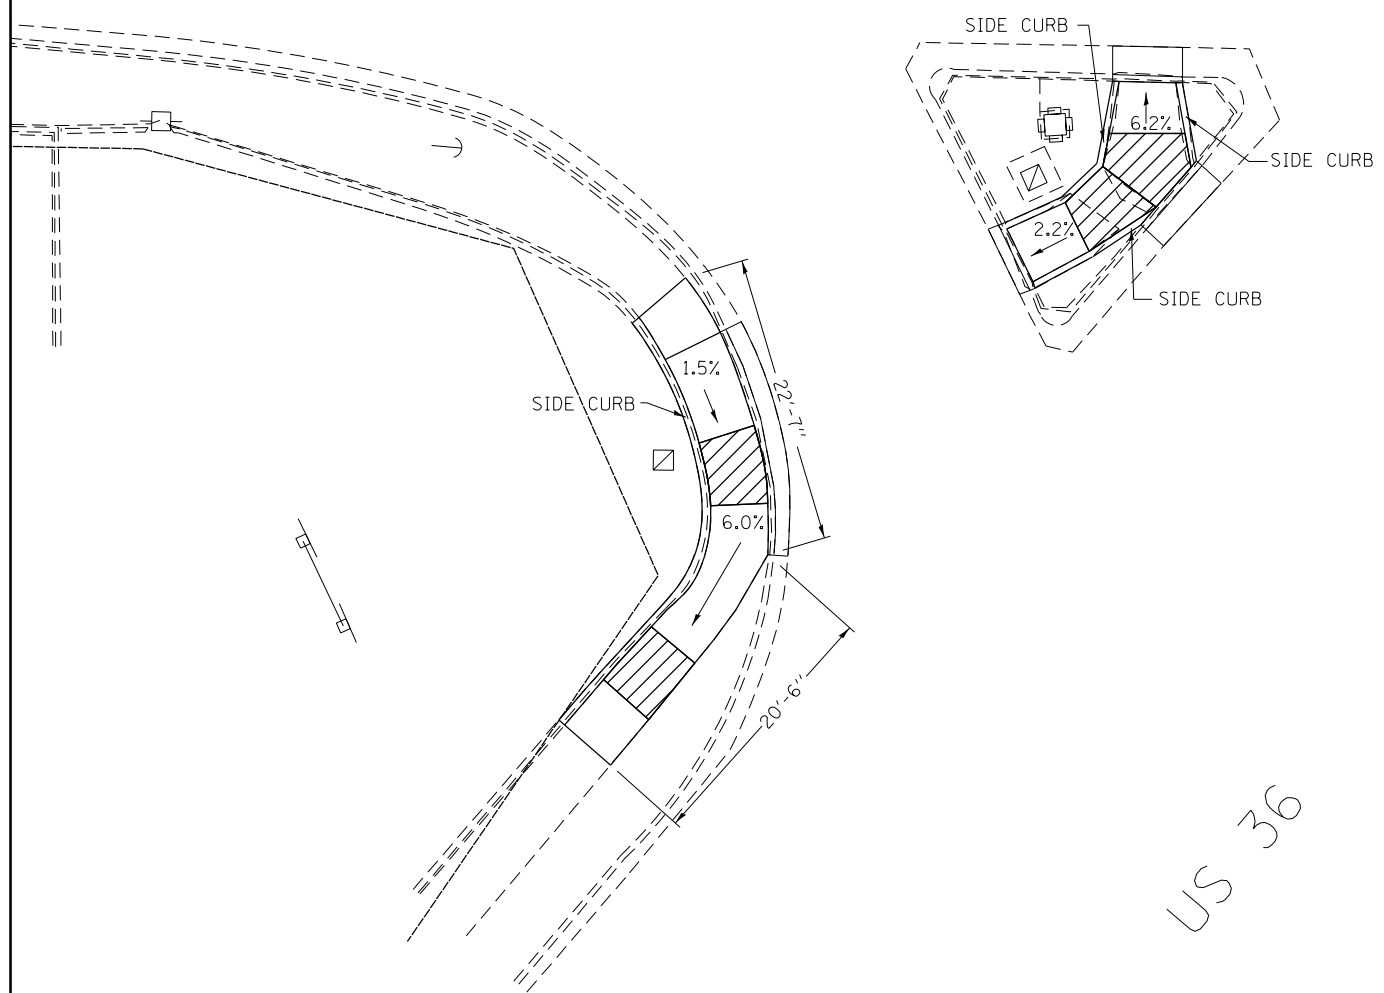 SIDE CURB
6.2%
SIDE CURB
2.2%
SIDE CURB
1.5%
22'-7"
SIDE CURB
6.0%
20'-6"
US 36